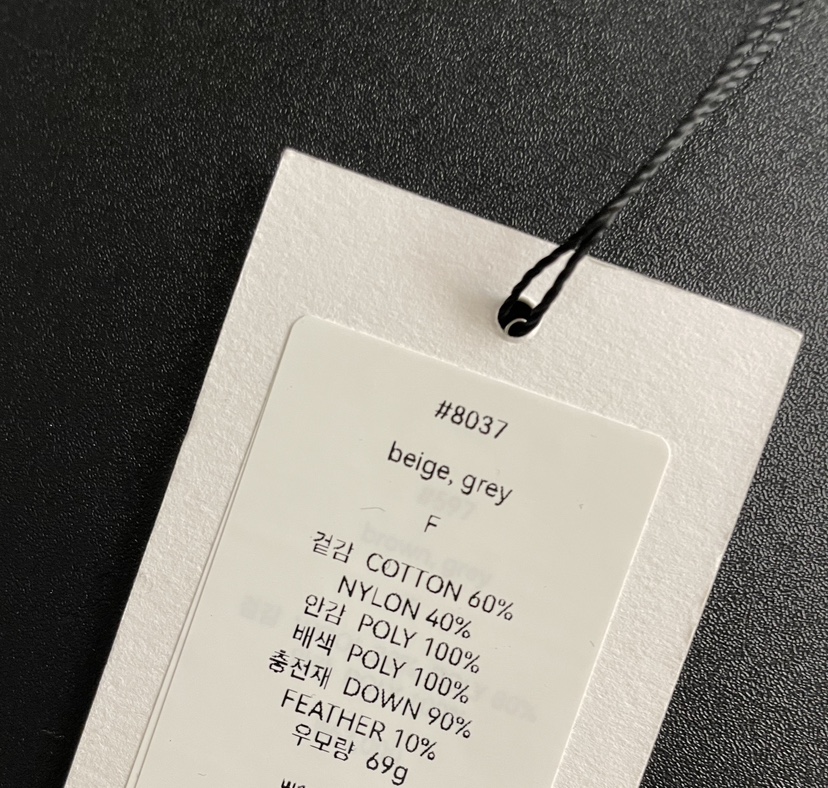 #8037
beige, grey
F
겉감 COTTON 60%
NYLON 40%
안감 POLY 100%
배색 POLY 100%
충전재 DOWN 90%
FEATHER 10%
우모량 69g